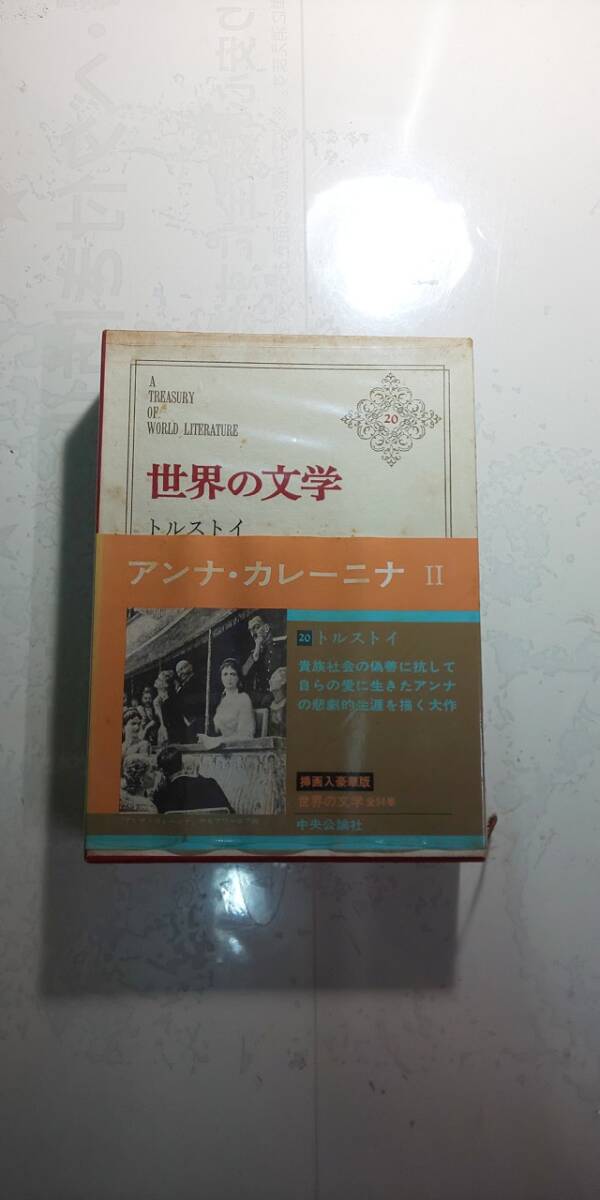 A
TREASURY
OF
WORLD LITERATURE
20
世界の文学
トルストイ
アンナ・カレーニナ II
20 トルストイ
貴族社会の偽善に抗して
自らの愛に生きたアンナ
の悲劇的生涯を描く大作
挿画入豪華版
世界の文学 全54巻
中央公論社